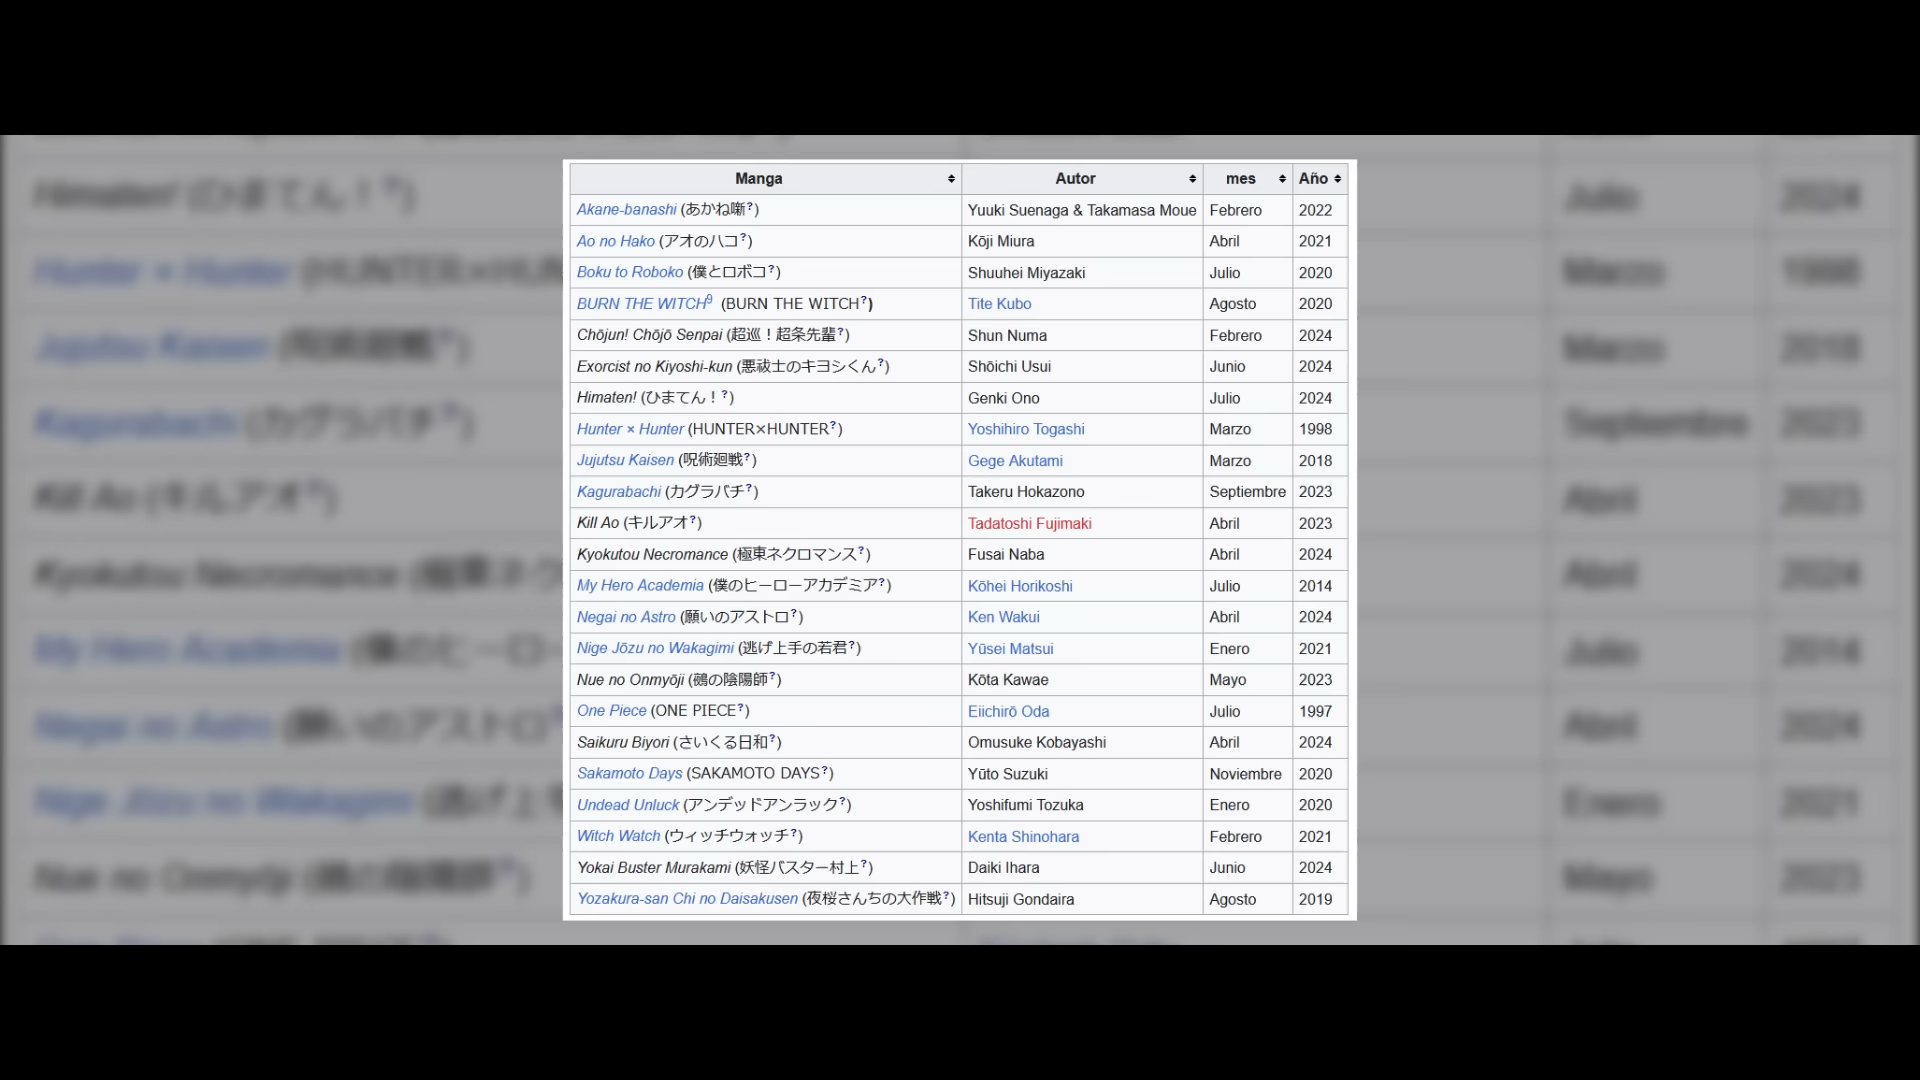 Manga Autor mes Año
Akane-banashi (あかね噺?) Yuuki Suenaga & Takamasa Moue Febrero 2022
Ao no Hako (アオのハコ?) Kōji Miura Abril 2021
Boku to Roboko (僕とロボコ?) Shuuhei Miyazaki Julio 2020
BURN THE WITCH9 (BURN THE WITCH?) Tite Kubo Agosto 2020
Chōjun! Chōjō Senpai (超巡！超条先輩?) Shun Numa Febrero 2024
Exorcist no Kiyoshi-kun (悪祓士のキヨシくん?) Shōichi Usui Junio 2024
Himaten! (ひまてん！?) Genki Ono Julio 2024
Hunter × Hunter (HUNTER×HUNTER?) Yoshihiro Togashi Marzo 1998
Jujutsu Kaisen (呪術廻戦?) Gege Akutami Marzo 2018
Kagurabachi (カグラバチ?) Takeru Hokazono Septiembre 2023
Kill Ao (キルアオ?) Tadatoshi Fujimaki Abril 2023
Kyokutou Necromance (極東ネクロマンス?) Fusai Naba Abril 2024
My Hero Academia (僕のヒーローアカデミア?) Kōhei Horikoshi Julio 2014
Negai no Astro (願いのアストロ?) Ken Wakui Abril 2024
Nige Jōzu no Wakagimi (逃げ上手の若君?) Yūsei Matsui Enero 2021
Nue no Onmyōji (鵺の陰陽師?) Kōta Kawae Mayo 2023
One Piece (ONE PIECE?) Eiichirō Oda Julio 1997
Saikuru Biyori (さいくる日和?) Omusuke Kobayashi Abril 2024
Sakamoto Days (SAKAMOTO DAYS?) Yūto Suzuki Noviembre 2020
Undead Unluck (アンデッドアンラック?) Yoshifumi Tozuka Enero 2020
Witch Watch (ウィッチウォッチ?) Kenta Shinohara Febrero 2021
Yokai Buster Murakami (妖怪バスター村上?) Daiki Ihara Junio 2024
Yozakura-san Chi no Daisakusen (夜桜さんちの大作戦?) Hitsuji Gondaira Agosto 2019